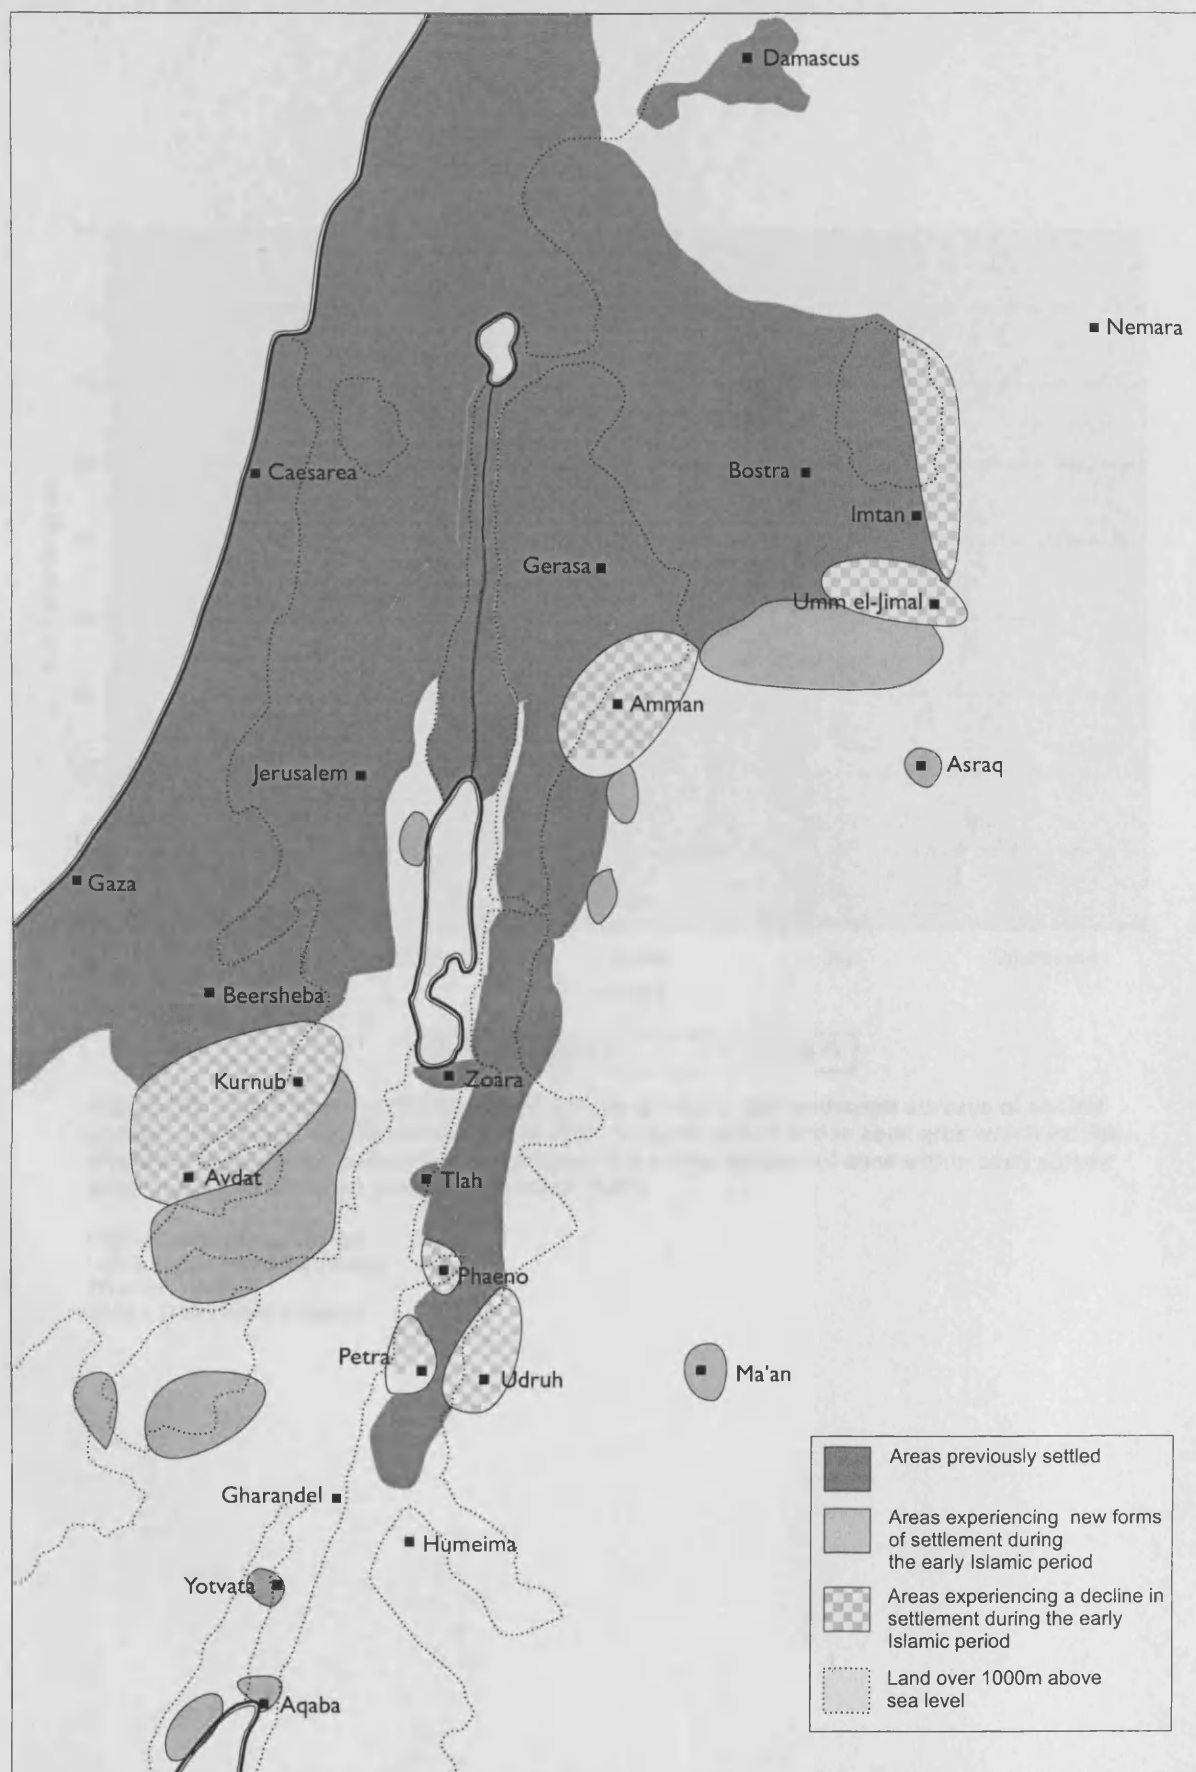 Damascus
Nemara
Caesarea
Bostra
Imtan
Gerasa
Umm el-Jimal
Amman
Jerusalem
Asraq
Gaza
Beersheba
Kurnub
Zoara
Avdat
Tlah
Phaeno
Petra
Udruh
Ma'an
Gharandel
Humeima
Yotvata
Aqaba
Areas previously settled
Areas experiencing new forms
of settlement during
the early Islamic period
Areas experiencing a decline in
settlement during the early
Islamic period
Land over 1000m above
sea level